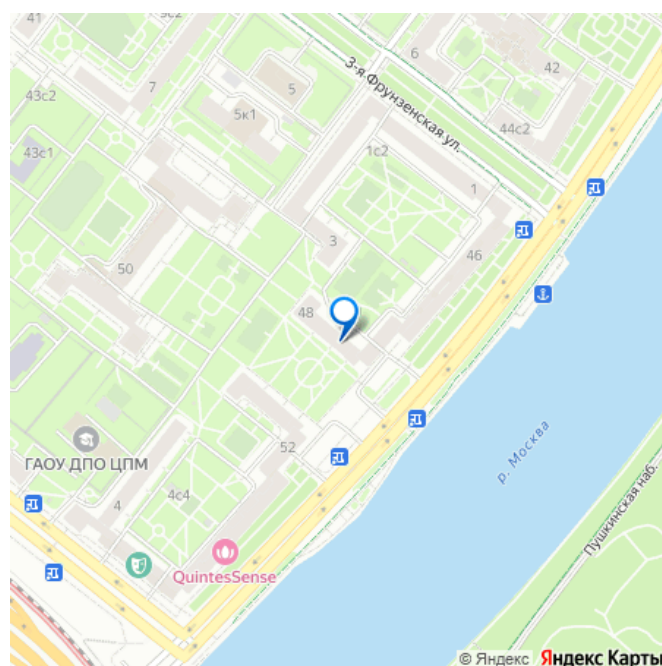 41
9с2
6
42
3-я Фрунзенская ул.
7
5
43с2
5к1
44с2
43с1
1с2
1
3
46
50
48
52
р. Москва
ГАОУ ДПО ЦПМ
4с4
4
Пушкинская наб.
QuintesSense
© Яндекс Яндекс Карты